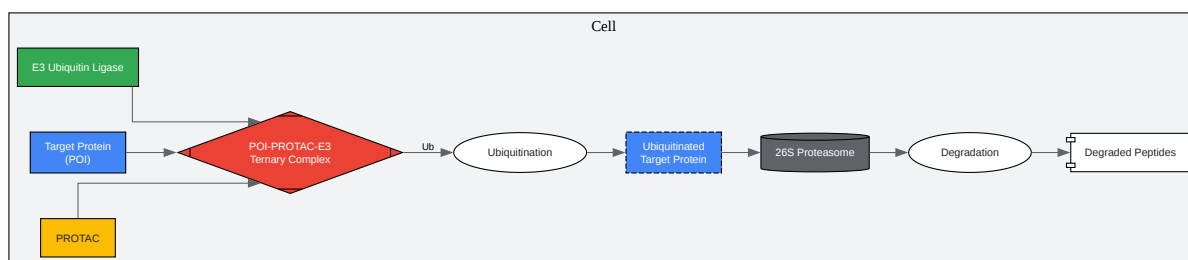 Cell
E3 Ubiquitin Ligase
Target Protein
(POI)
PROTAC
POI-PROTAC-E3
Ternary Complex
Ub
Ubiquitination
Ubiquitinated
Target Protein
26S Proteasome
Degradation
Degraded Peptides